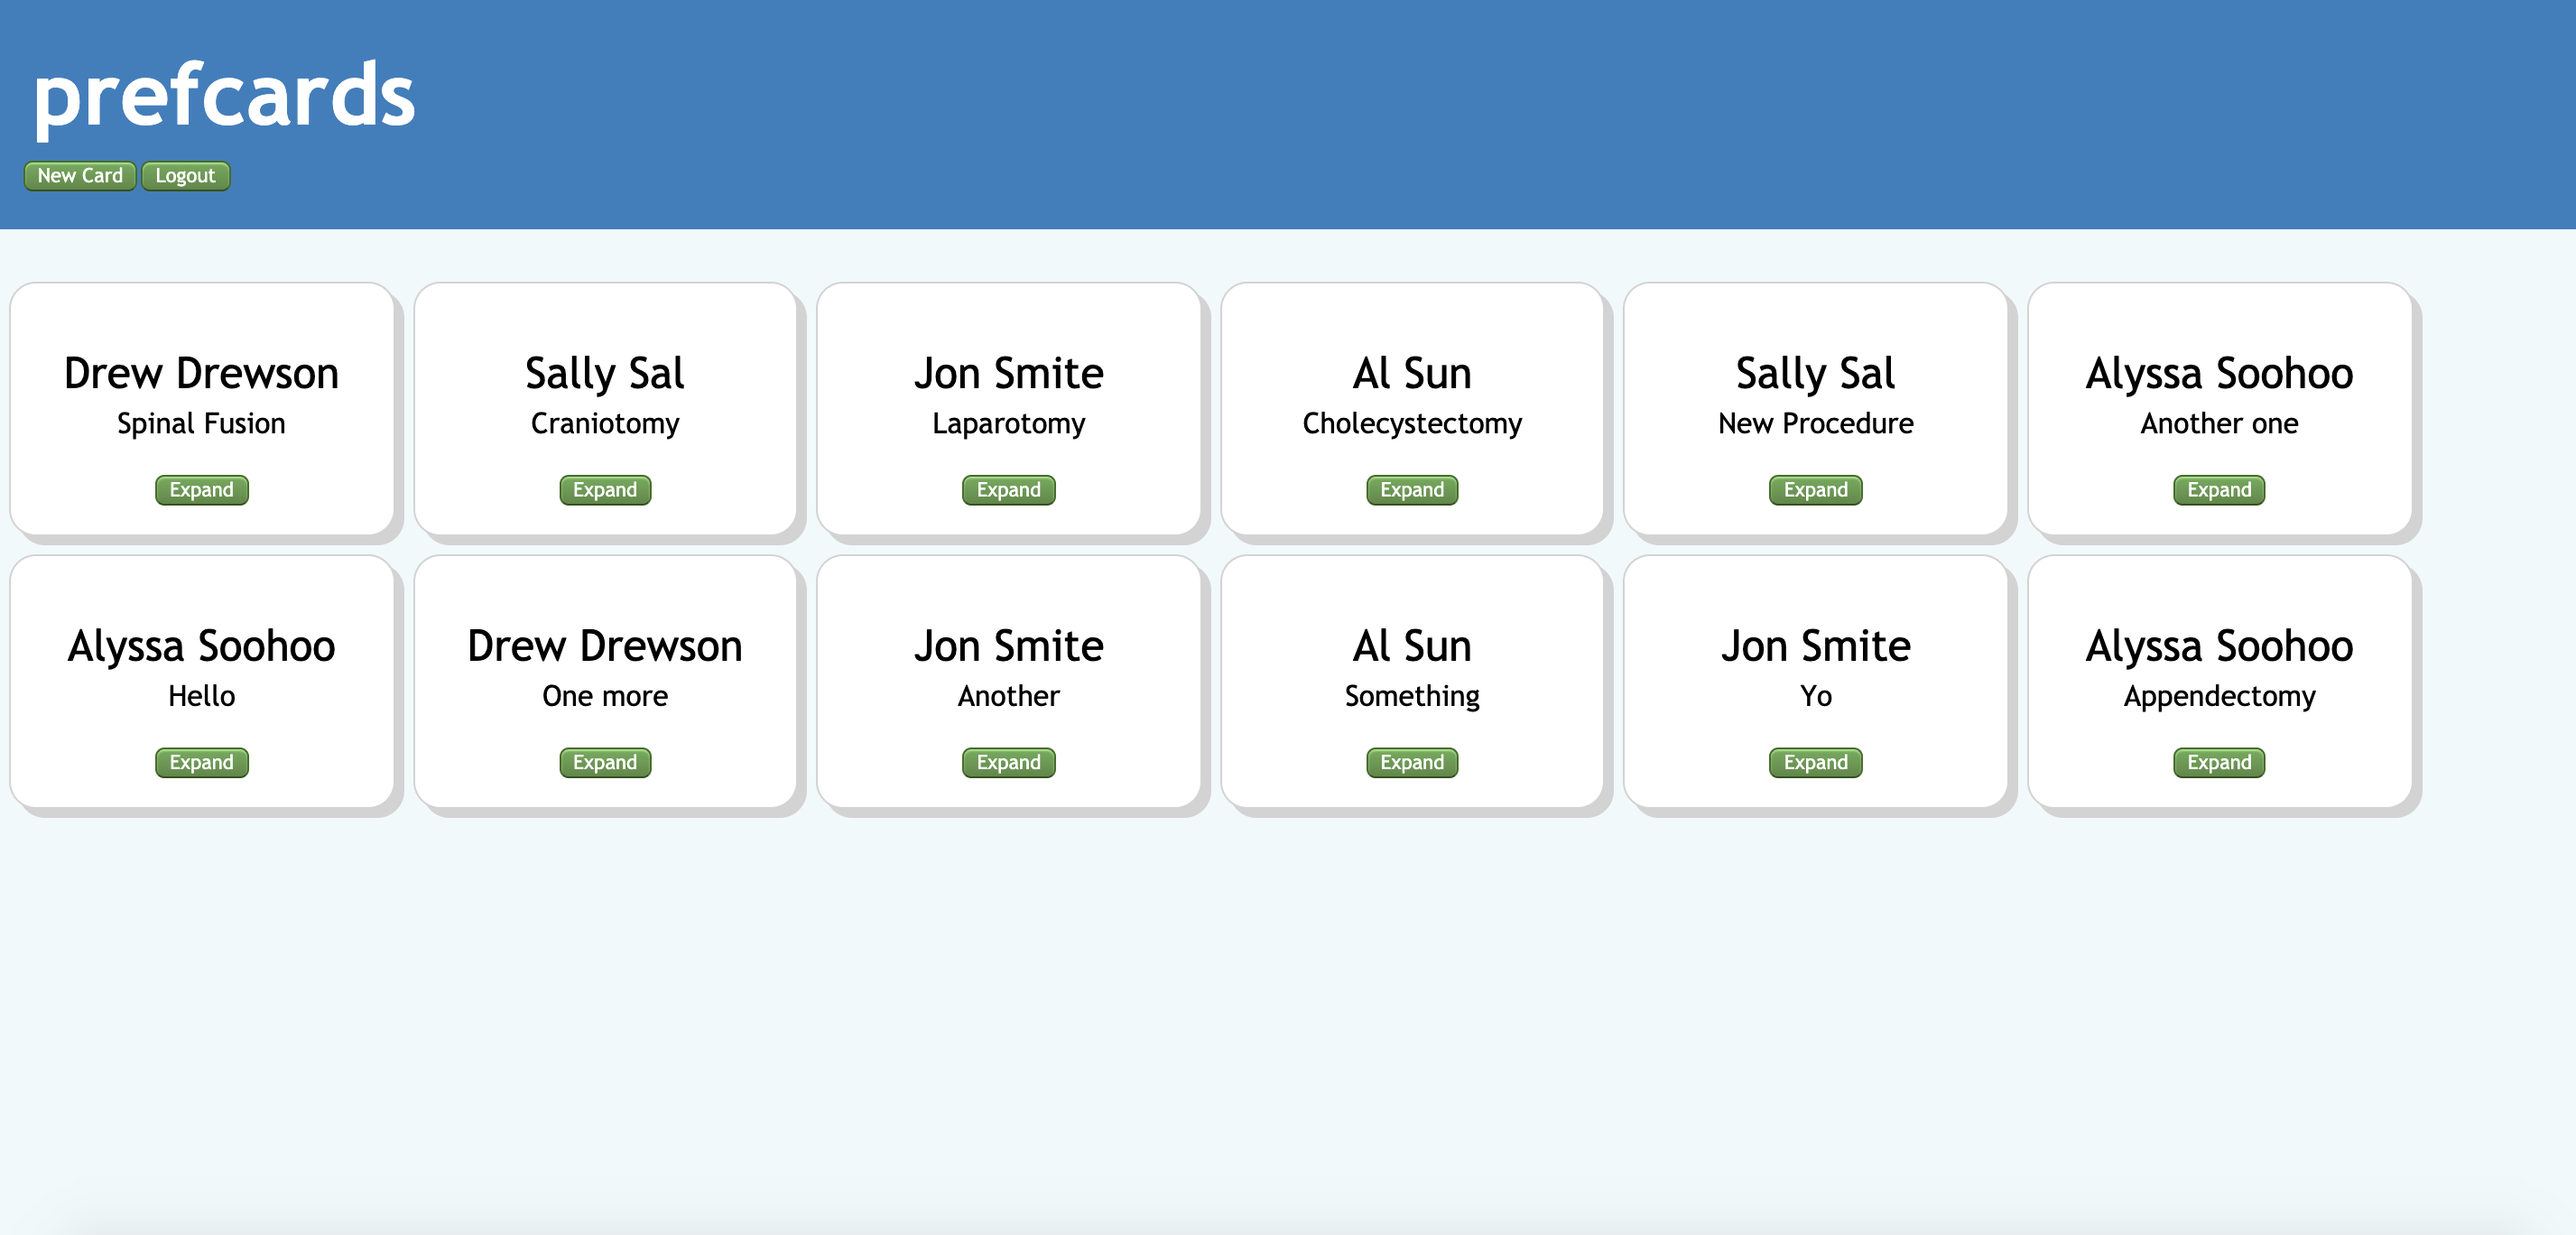 prefcards
New Card Logout
Drew Drewson
Spinal Fusion
Expand
Sally Sal
Craniotomy
Expand
Jon Smite
Laparotomy
Expand
Al Sun
Cholecystectomy
Expand
Sally Sal
New Procedure
Expand
Alyssa Soohoo
Another one
Expand
Alyssa Soohoo
Hello
Expand
Drew Drewson
One more
Expand
Jon Smite
Another
Expand
Al Sun
Something
Expand
Jon Smite
Yo
Expand
Alyssa Soohoo
Appendectomy
Expand